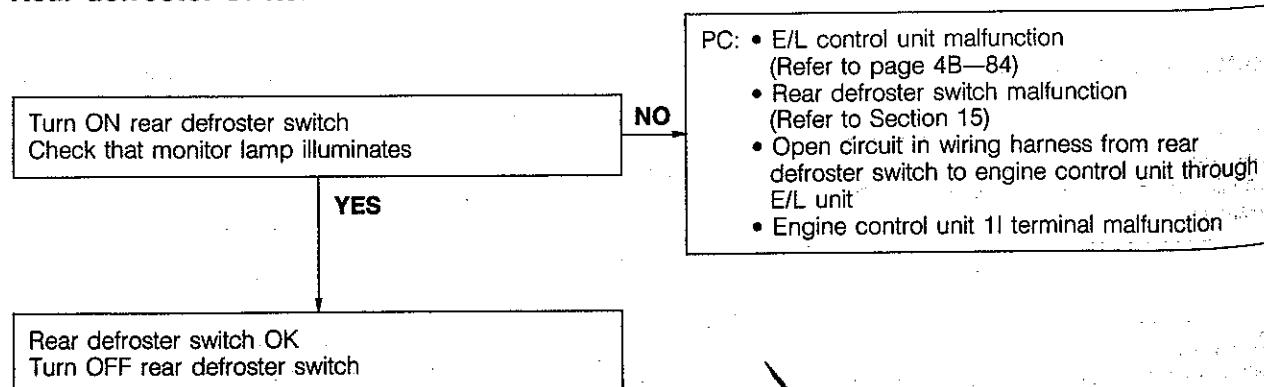 PC: • E/L control unit malfunction
(Refer to page 4B—84)
• Rear defroster switch malfunction
(Refer to Section 15)
• Open circuit in wiring harness from rear
defroster switch to engine control unit through
E/L unit
• Engine control unit 1I terminal malfunction
Turn ON rear defroster switch
Check that monitor lamp illuminates
NO
YES
Rear defroster switch OK
Turn OFF rear defroster switch